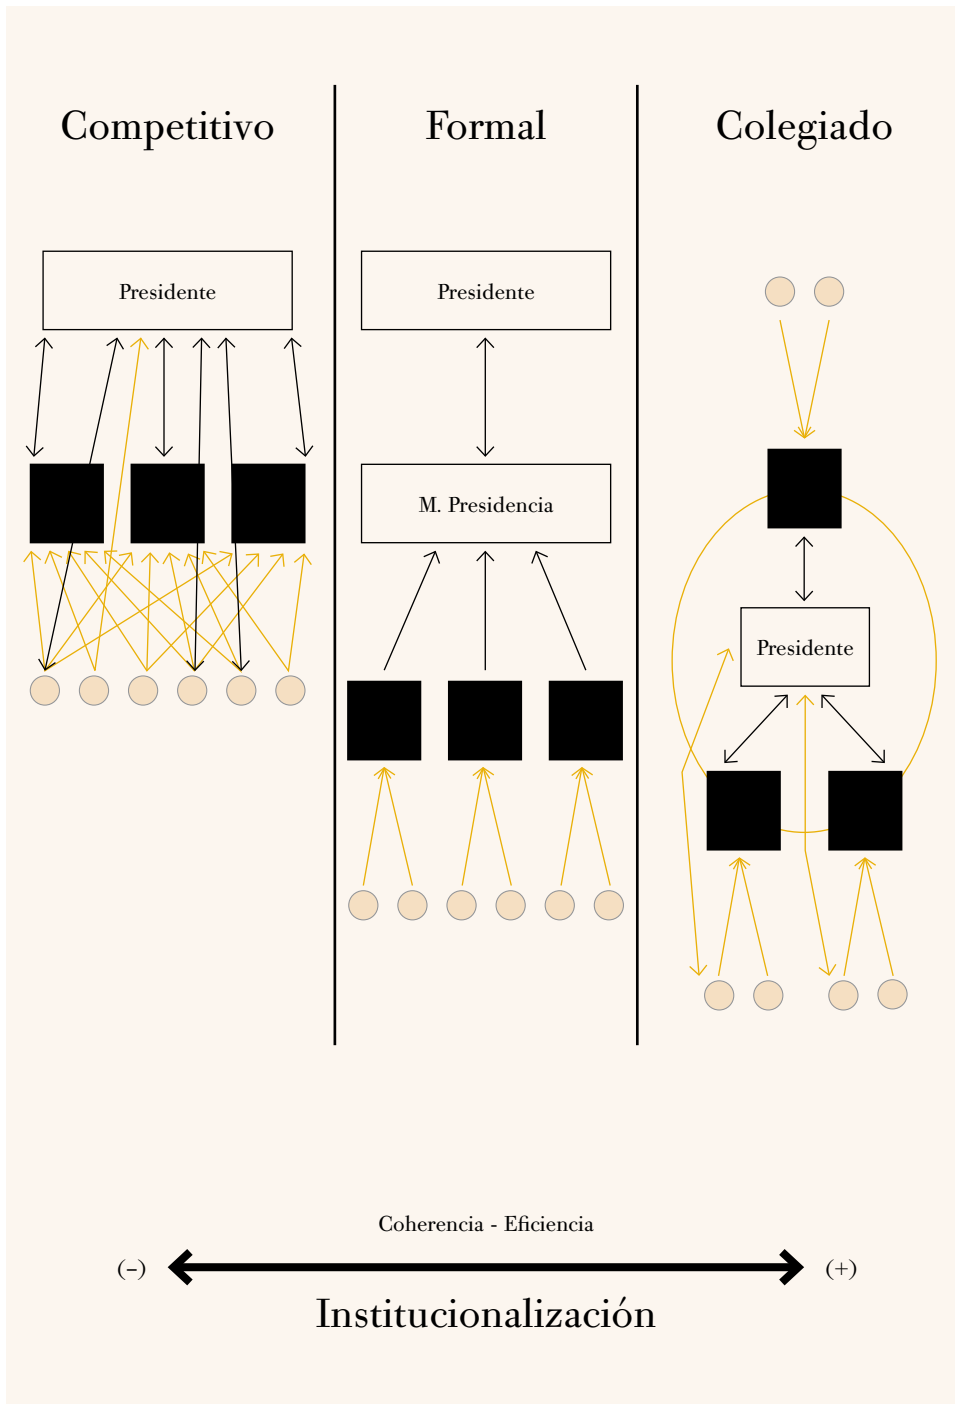 Competitivo
Formal
Colegiado
Presidente
Presidente
M. Presidencia
Presidente
Coherencia - Eficiencia
(–)
(+)
Institucionalización